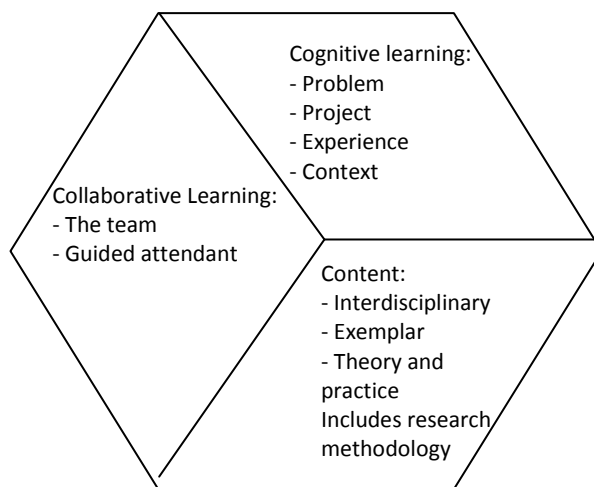 Cognitive learning:
- Problem
- Project
- Experience
- Context
Collaborative Learning:
- The team
- Guided attendant
Content:
- Interdisciplinary
- Exemplar
- Theory and
practice
Includes research
methodology